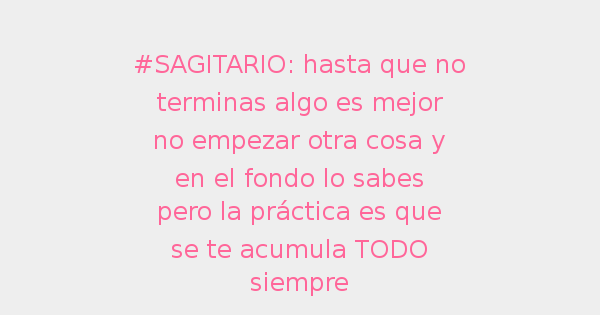 #SAGITARIO: hasta que no
terminas algo es mejor
no empezar otra cosa y
en el fondo lo sabes
pero la práctica es que
se te acumula TODO
siempre